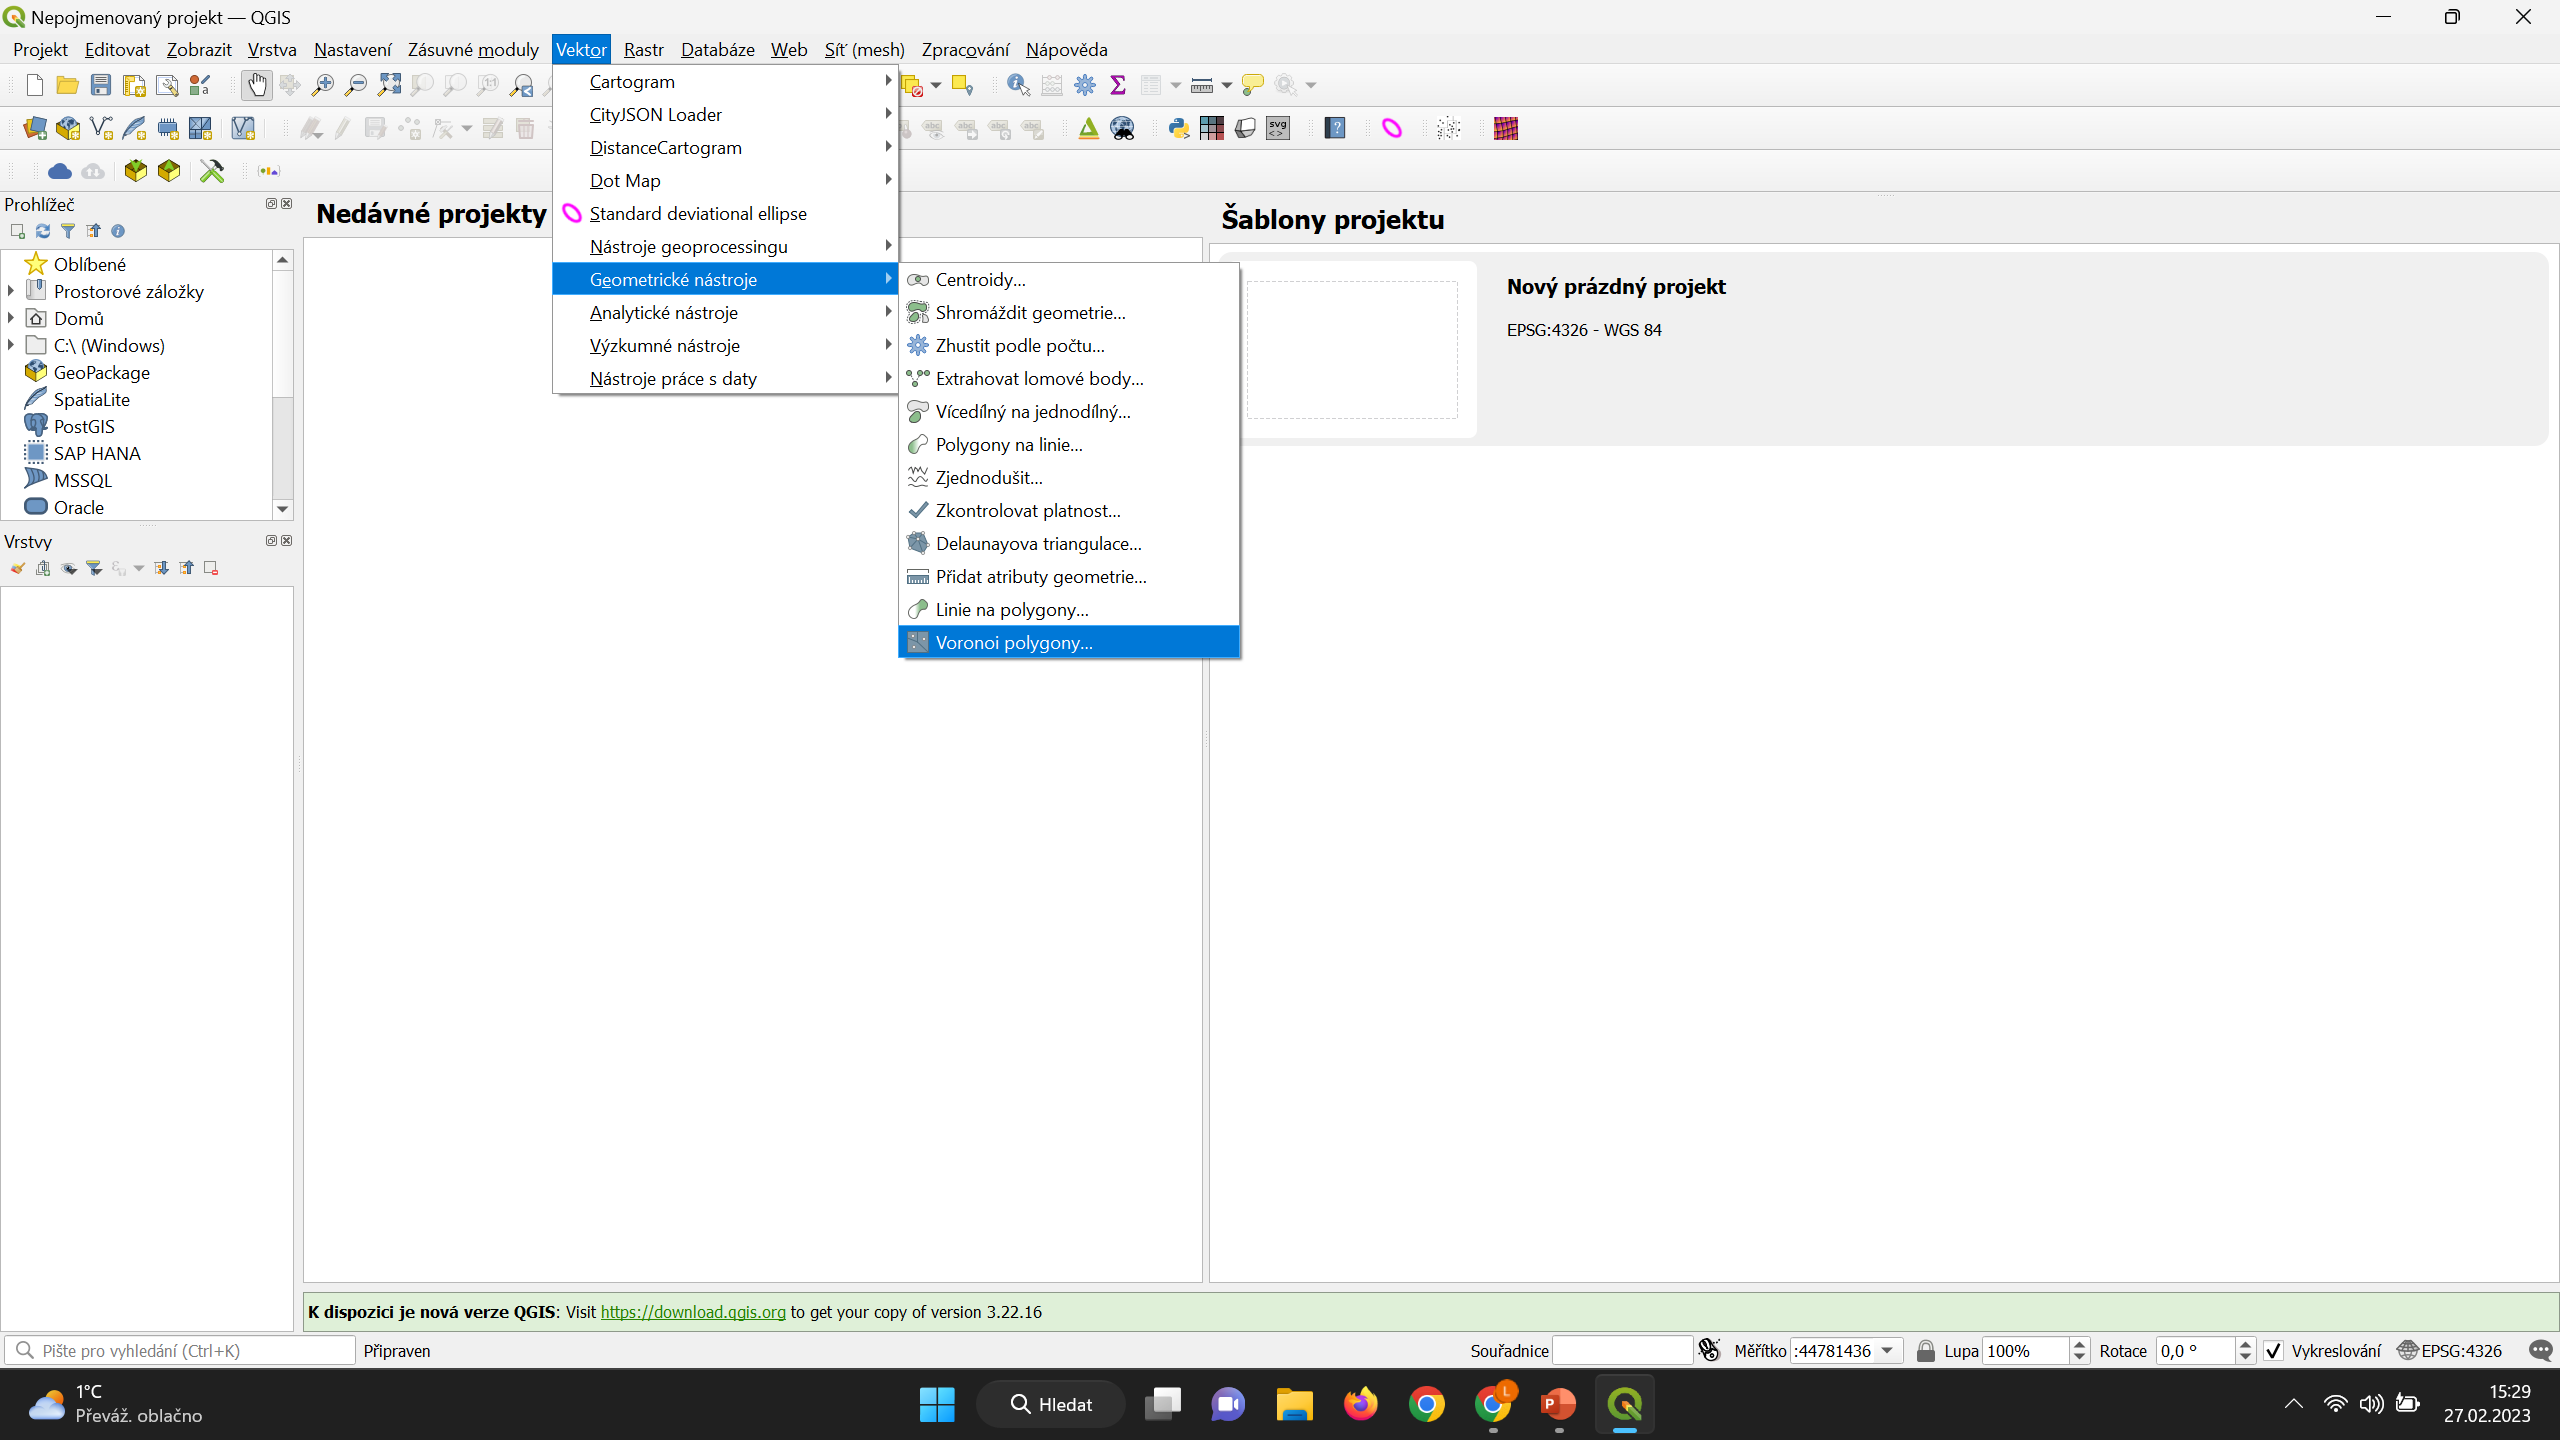 Nepojmenovaný projekt — QGIS
Projekt Editovat Zobrazit Vrstva Nastavení Zásuvné moduly Vektor Rastr Databáze Web Síť (mesh) Zpracování Nápověda
Cartogram
CityJSON Loader
DistanceCartogram
Dot Map
Standard deviational ellipse
Nástroje geoprocessingu
Geometrické nástroje
Analytické nástroje
Výzkumné nástroje
Nástroje práce s daty
Centroidy...
Shromáždit geometrie...
Zhustit podle počtu...
Extrahovat lomové body...
Vícedílný na jednodílný...
Polygony na linie...
Zjednodušit...
Zkontrolovat platnost...
Delaunayova triangulace...
Přidat atributy geometrie...
Linie na polygony...
Voronoi polygony...
Prohlížeč
Oblíbené
Prostorové záložky
Domů
C:\ (Windows)
GeoPackage
SpatiaLite
PostGIS
SAP HANA
MSSQL
Oracle
Vrstvy
Nedávné projekty
Šablony projektu
Nový prázdný projekt
EPSG:4326 - WGS 84
K dispozici je nová verze QGIS: Visit https://download.qgis.org to get your copy of version 3.22.16
Pište pro vyhledání (Ctrl+K) Připraven Souřadnice Měřítko :44781436 Lupa 100% Rotace 0,0 ° Vykreslování EPSG:4326
1°C
Převáž. oblačno
Hledat
15:29
27.02.2023